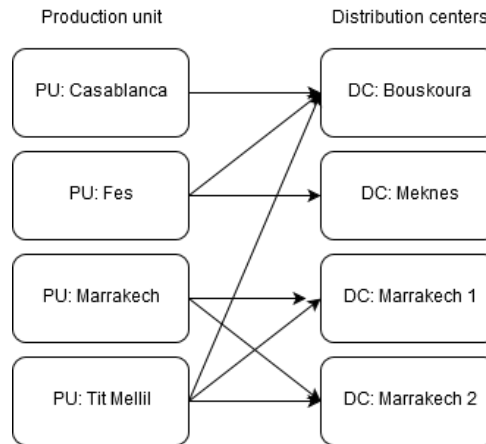 Production unit
Distribution centers
PU: Casablanca
DC: Bouskoura
PU: Fes
DC: Meknes
PU: Marrakech
DC: Marrakech 1
PU: Tit Mellil
DC: Marrakech 2